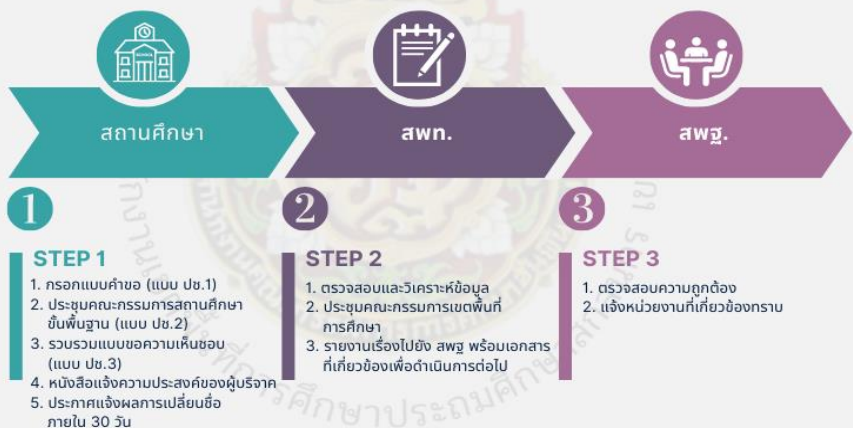 สถานศึกษา
สพท.
สพฐ.
1
STEP 1
1. กรอกแบบคำขอ (แบบ ปช.1)
2. ประชุมคณะกรรมการสถานศึกษา
ขั้นพื้นฐาน (แบบ ปช.2)
3. รวบรวมแบบขอความเห็นชอบ
(แบบ ปช.3)
4. หนังสือแจ้งความประสงค์ของผู้บริจาค
5. ประกาศแจ้งผลการเปลี่ยนชื่อ
ภายใน 30 วัน
2
STEP 2
1. ตรวจสอบและวิเคราะห์ข้อมูล
2. ประชุมคณะกรรมการเขตพื้นที่
การศึกษา
3. รายงานเรื่องไปยัง สพฐ พร้อมเอกสาร
ที่เกี่ยวข้องเพื่อดำเนินการต่อไป
3
STEP 3
1. ตรวจสอบความถูกต้อง
2. แจ้งหน่วยงานที่เกี่ยวข้องทราบ